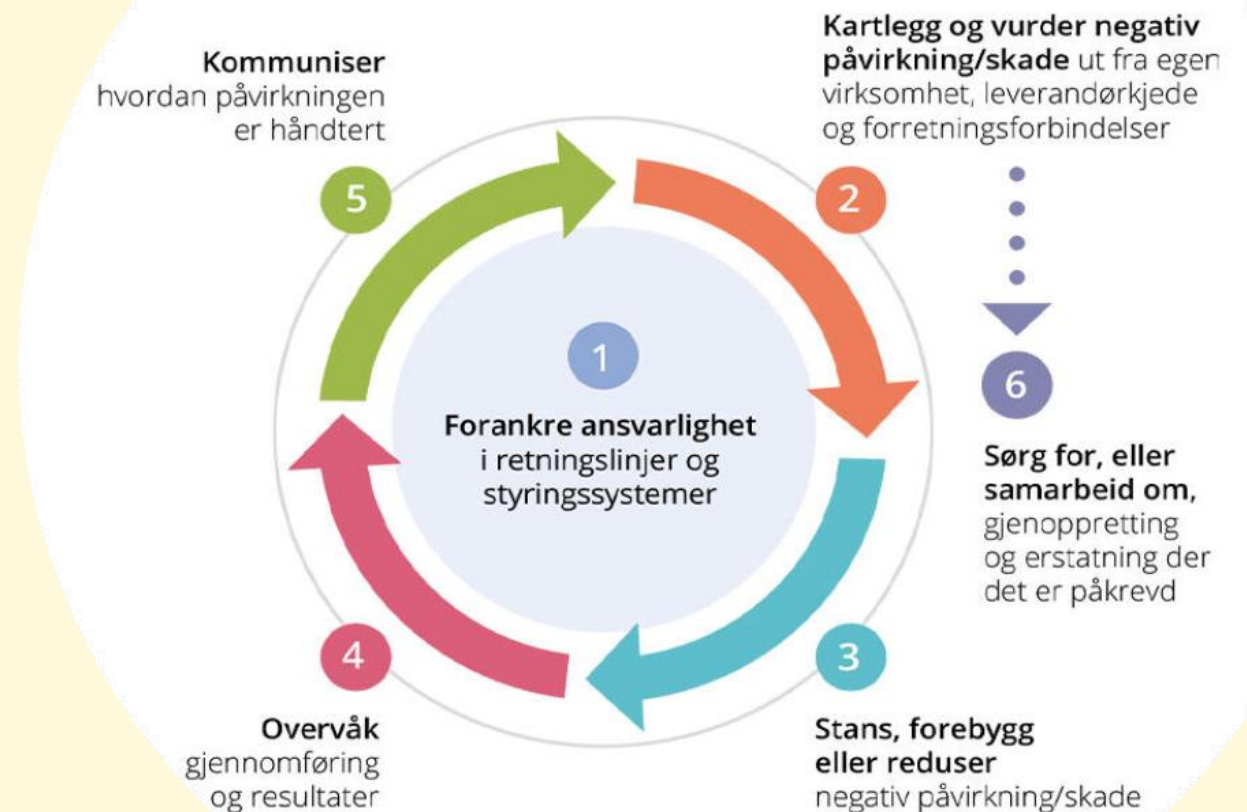 1
Forankre ansvarlighet
i retningslinjer og
styringssystemer
Kartlegg og vurder negativ
påvirkning/skade ut fra egen
virksomhet, leverandørkjede
og forretningsforbindelser
2
3
Stans, forebygg
eller reduser
negativ påvirkning/skade
4
Overvåk
gjennomføring
og resultater
Kommuniser
hvordan påvirkningen
er håndtert
5
6
Sørg for, eller
samarbeid om,
gjenoppretting
og erstatning der
det er påkrevd